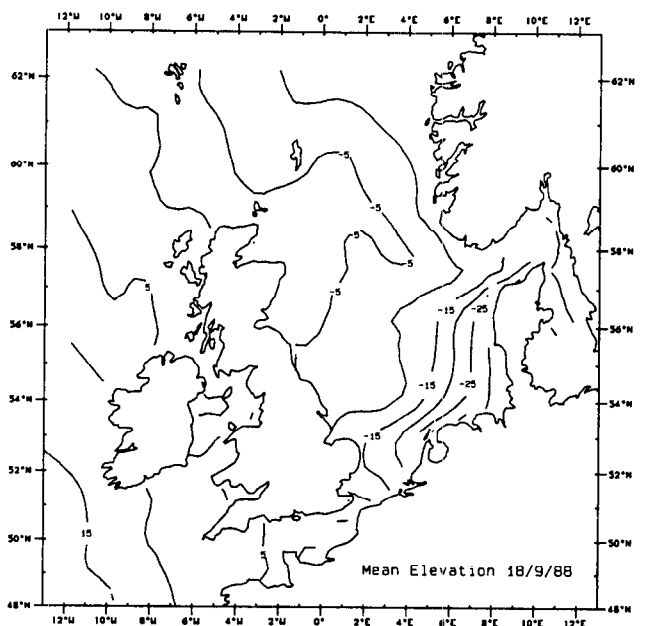 12°W 10°W 8°W 6°W 4°W 2°W 0° 2°E 4°E 6°E 8°E 10°E 12°E
62°N 62°N
60°N -5 60°N
-5
58°N -5 -5 58°N
5 -5
56°N -15 -25 56°N
54°N -15 -25 54°N
-15
52°N 52°N
15
50°N 5 50°N
Mean Elevation 18/9/88
48°N 48°N
12°W 10°W 8°W 6°W 4°W 2°W 0° 2°E 4°E 6°E 8°E 10°E 12°E